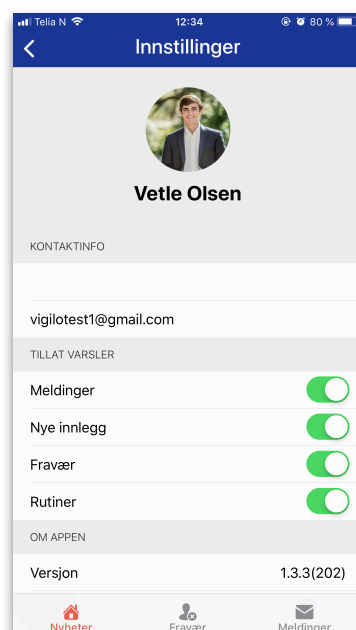 Telia N 12:34 80 %
Innstillinger
Vetle Olsen
KONTAKTINFO
vigilotest1@gmail.com
TILLAT VARSLER
Meldinger
Nye innlegg
Fravær
Rutiner
OM APPEN
Versjon 1.3.3(202)
Nyheter Fravær Meldinger